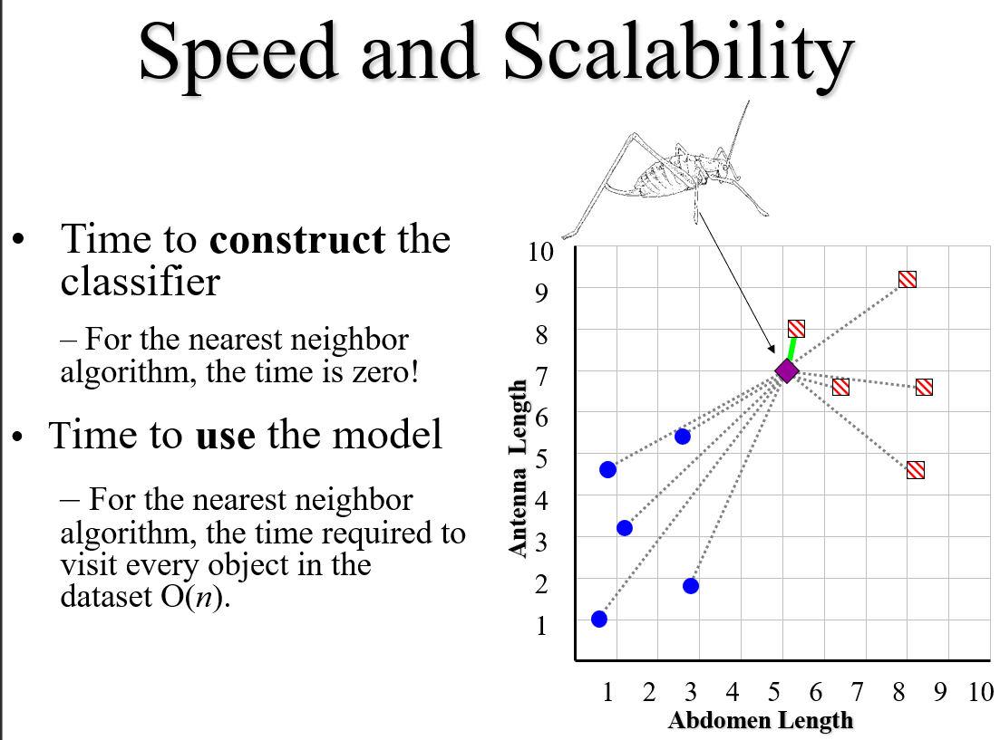 Speed and Scalability
• Time to construct the
classifier
– For the nearest neighbor
algorithm, the time is zero!
• Time to use the model
– For the nearest neighbor
algorithm, the time required to
visit every object in the
dataset O(n).
Antenna Length
10
9
8
7
6
5
4
3
2
1
1 2 3 4 5 6 7 8 9 10
Abdomen Length